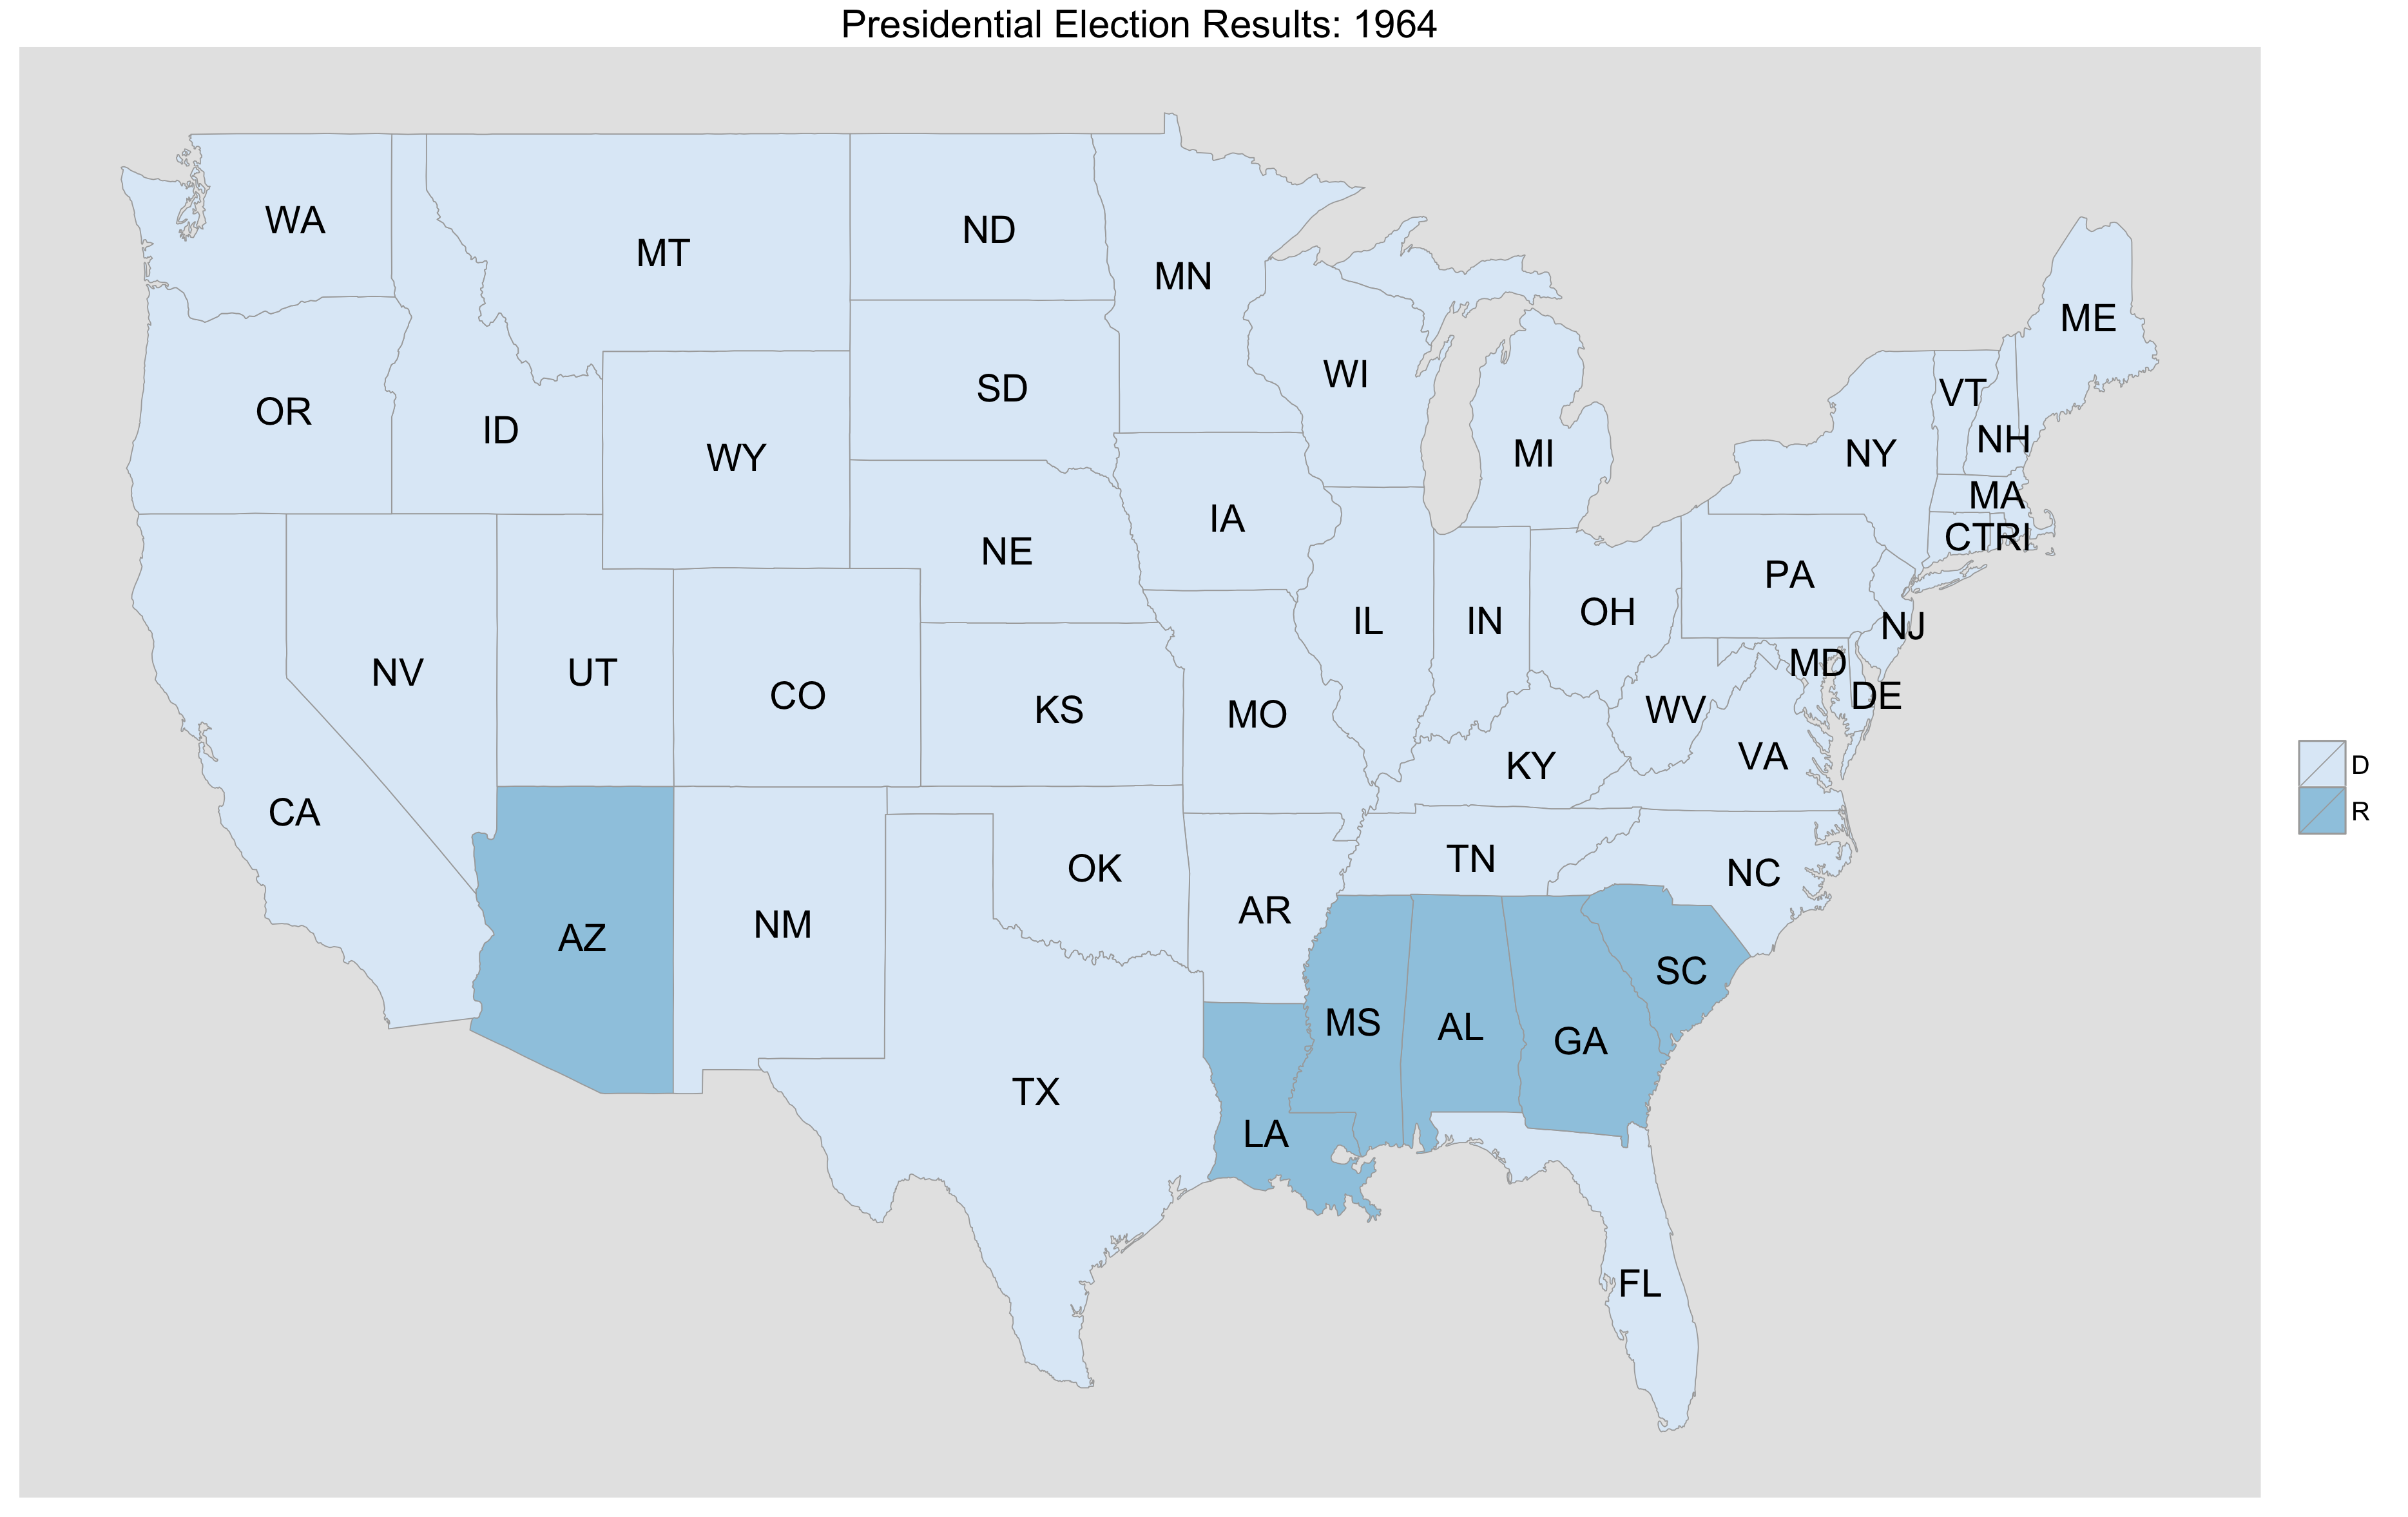 Presidential Election Results: 1964
WA
MT
ND
MN
ME
OR
ID
WY
SD
WI
MI
NY
VT
NH
MA
CT
RI
IA
NE
PA
NJ
IL
IN
OH
MD
DE
NV
UT
CO
KS
MO
WV
VA
KY
D
R
CA
AZ
NM
OK
AR
TN
NC
SC
MS
AL
GA
TX
LA
FL